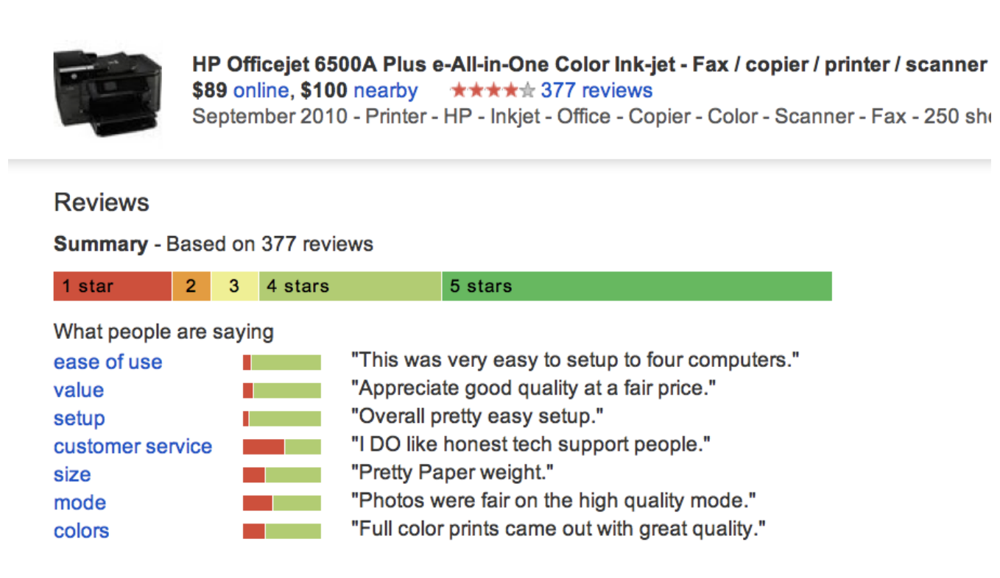 HP Officejet 6500A Plus e-All-in-One Color Ink-jet - Fax / copier / printer / scanner
$89 online, $100 nearby 377 reviews
September 2010 - Printer - HP - Inkjet - Office - Copier - Color - Scanner - Fax - 250
Reviews
Summary - Based on 377 reviews
1 star 2 3 4 stars 5 stars
What people are saying
ease of use "This was very easy to setup to four computers."
value "Appreciate good quality at a fair price."
setup "Overall pretty easy setup."
customer service "I DO like honest tech support people."
size "Pretty Paper weight."
mode "Photos were fair on the high quality mode."
colors "Full color prints came out with great quality."